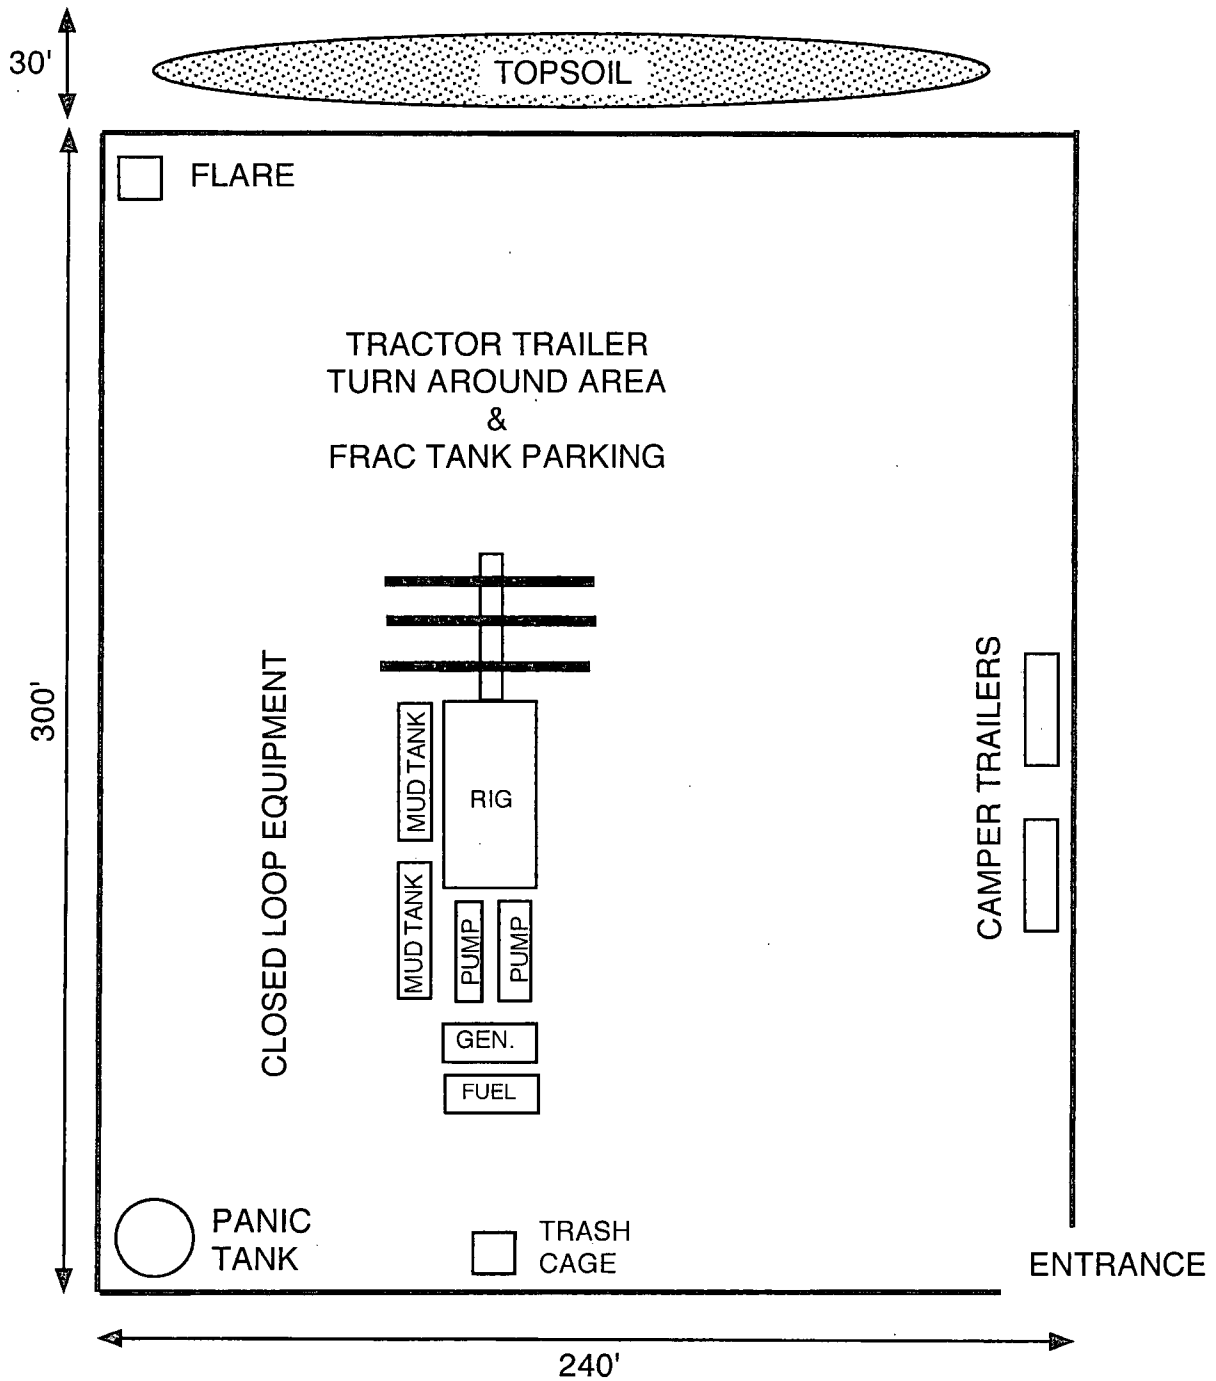 30'
TOPSOIL
FLARE
TRACTOR TRAILER
TURN AROUND AREA
&
FRAC TANK PARKING
300'
CLOSED LOOP EQUIPMENT
MUD TANK
RIG
CAMPER TRAILERS
MUD TANK
PUMP
PUMP
GEN.
FUEL
PANIC
TANK
TRASH
CAGE
ENTRANCE
240'